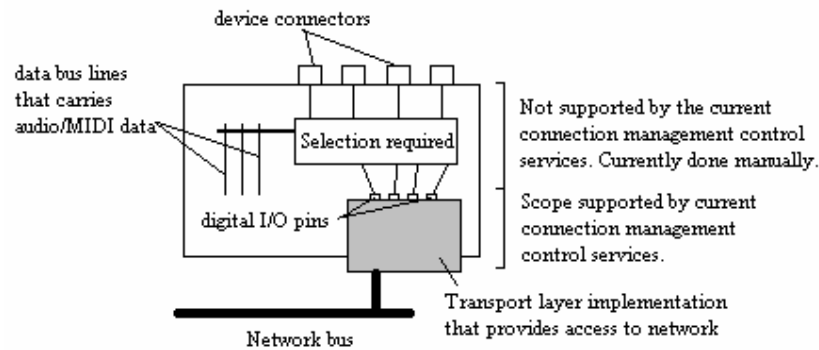 device connectors
data bus lines
that carries
audio/MIDI data
Selection required
digital I/O pins
Not supported by the current
connection management control
services. Currently done manually.
Scope supported by current
connection management
control services.
Transport layer implementation
that provides access to network
Network bus